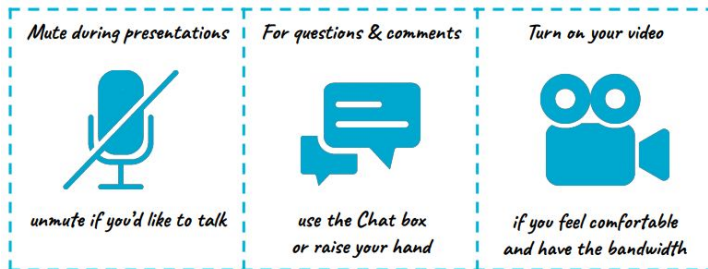 Mute during presentations
unmute if you'd like to talk
For questions & comments
use the Chat box
or raise your hand
Turn on your video
if you feel comfortable
and have the bandwidth